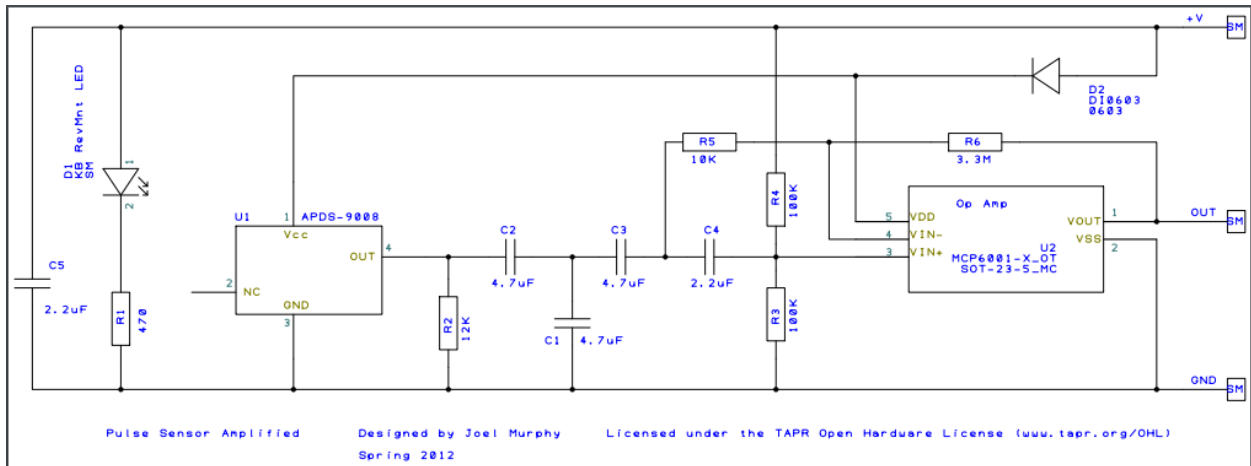 +V
SM
D2
DI0603
0603
D1
KB RevMnt LED
SM
1
2
R5
10K
R6
3.3M
R4
100K
U1
APDS-9008
1
Vcc
OUT
4
2
NC
GND
3
C2
4.7uF
C3
4.7uF
C4
2.2uF
Op Amp
5
VDD
4
VIN-
3
VIN+
VOUT
1
VSS
2
U2
MCP6001-X_OT
SOT-23-5_MC
OUT
SM
C5
2.2uF
R1
470
R2
12K
C1
4.7uF
R3
100K
GND
SM
Pulse Sensor Amplified
Designed by Joel Murphy
Licensed under the TAPR Open Hardware License (www.tapr.org/OHL)
Spring 2012